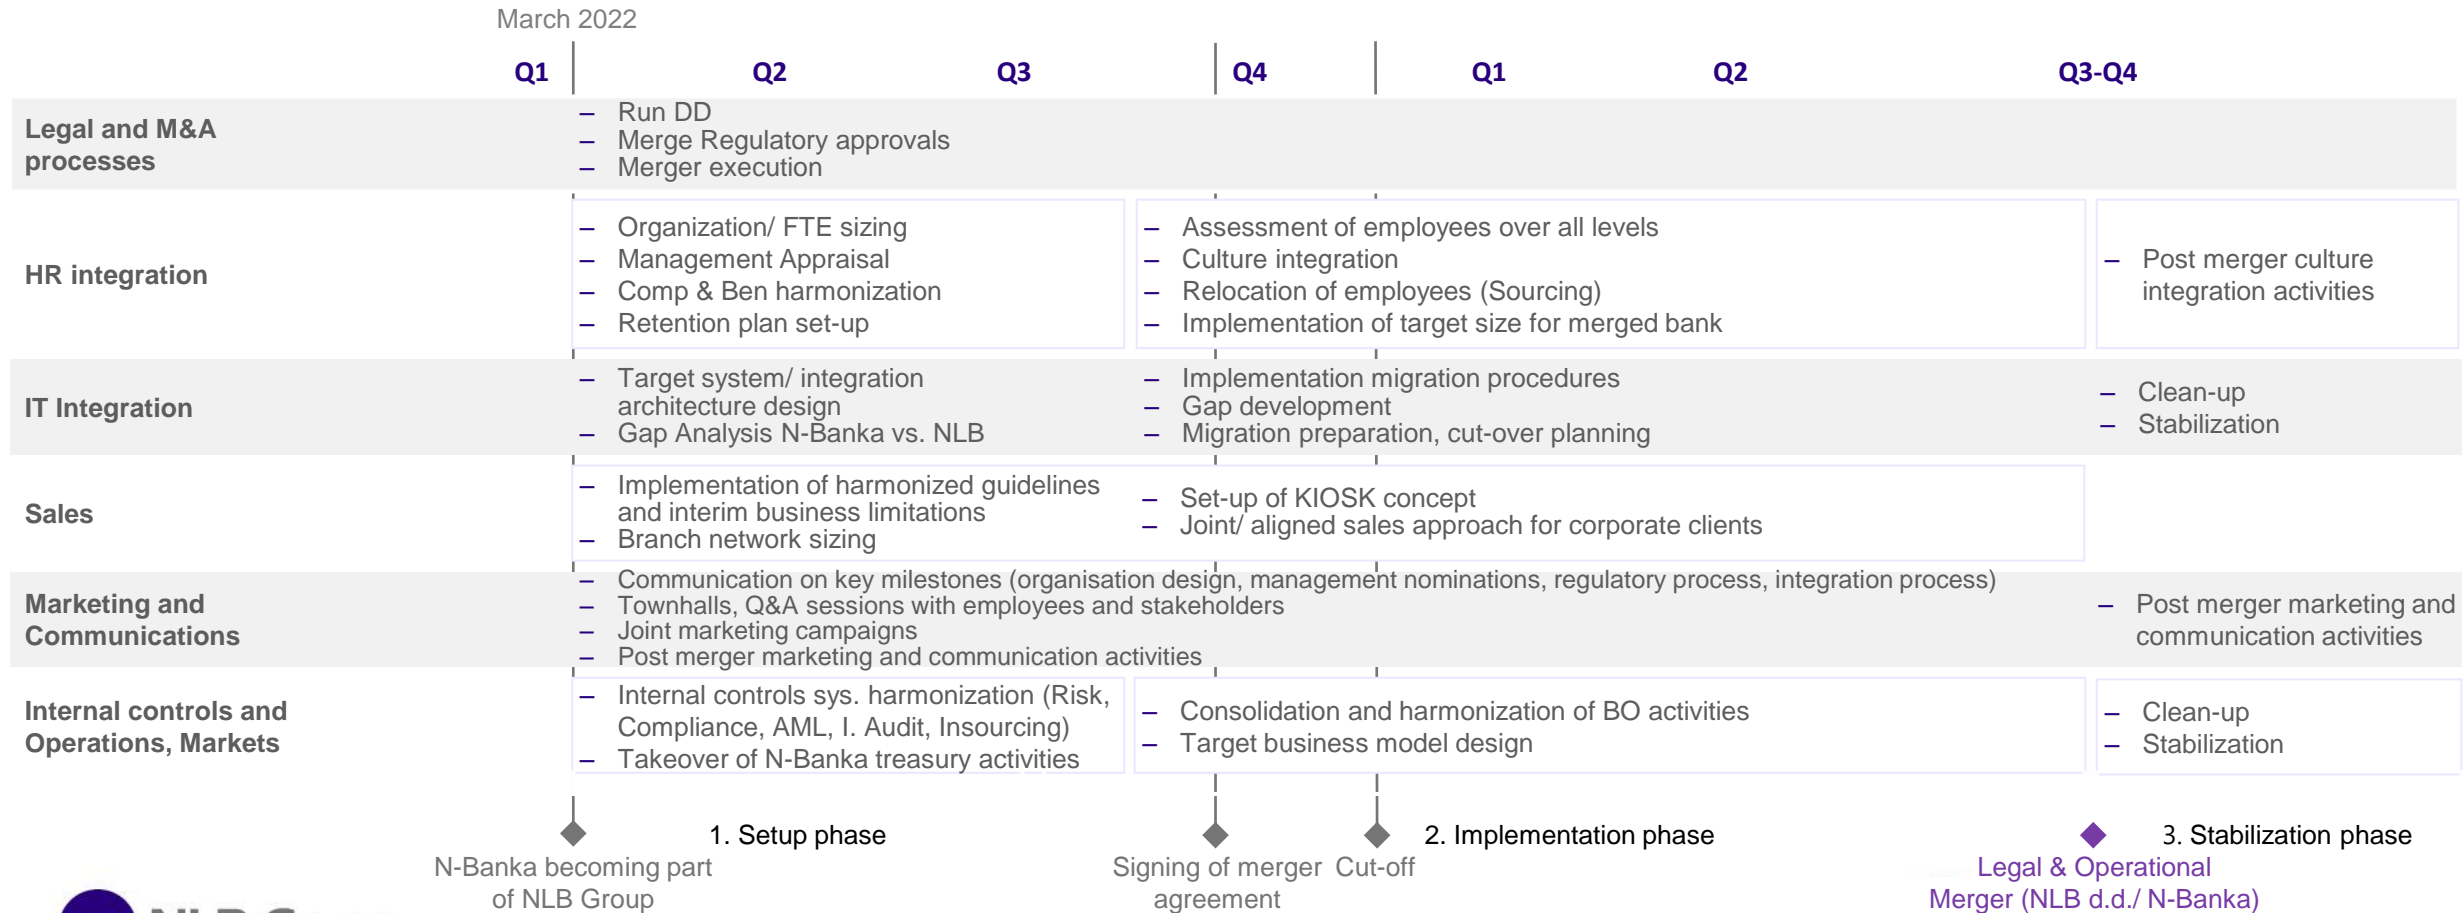 March 2022
Q1 Q2 Q3 Q4 Q1 Q2 Q3-Q4
Legal and M&A
processes
– Run DD
– Merge Regulatory approvals
– Merger execution
HR integration
– Organization/ FTE sizing
– Management Appraisal
– Comp & Ben harmonization
– Retention plan set-up
– Assessment of employees over all levels
– Culture integration
– Relocation of employees (Sourcing)
– Implementation of target size for merged bank
– Post merger culture
integration activities
IT Integration
– Target system/ integration
architecture design
– Gap Analysis N-Banka vs. NLB
– Implementation migration procedures
– Gap development
– Migration preparation, cut-over planning
– Clean-up
– Stabilization
Sales
– Implementation of harmonized guidelines
and interim business limitations
– Branch network sizing
– Set-up of KIOSK concept
– Joint/ aligned sales approach for corporate clients
Marketing and
Communications
– Communication on key milestones (organisation design, management nominations, regulatory process, integration process)
– Townhalls, Q&A sessions with employees and stakeholders
– Joint marketing campaigns
– Post merger marketing and communication activities
– Post merger marketing and
communication activities
Internal controls and
Operations, Markets
– Internal controls sys. harmonization (Risk,
Compliance, AML, I. Audit, Insourcing)
– Takeover of N-Banka treasury activities
– Consolidation and harmonization of BO activities
– Target business model design
– Clean-up
– Stabilization
1. Setup phase
2. Implementation phase
3. Stabilization phase
N-Banka becoming part
of NLB Group
Signing of merger
agreement
Cut-off
Legal & Operational
Merger (NLB d.d./ N-Banka)
NLB Group